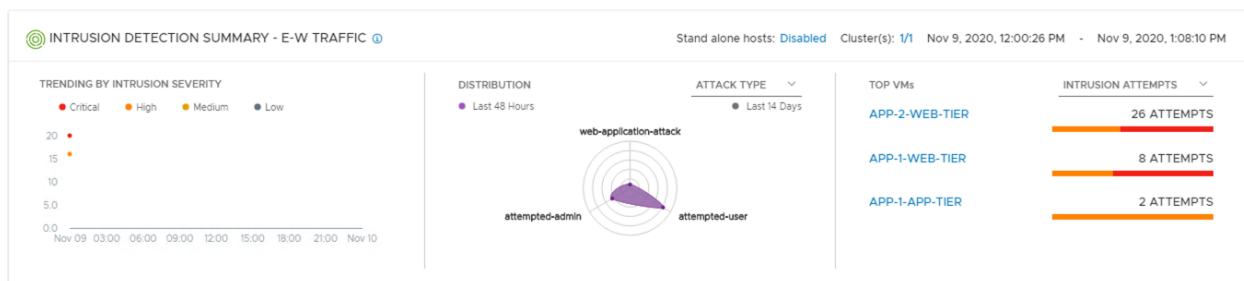 INTRUSION DETECTION SUMMARY - E-W TRAFFIC
Stand alone hosts: Disabled Cluster(s): 1/1 Nov 9, 2020, 12:00:26 PM - Nov 9, 2020, 1:08:10 PM
TRENDING BY INTRUSION SEVERITY
Critical High Medium Low
20
15
10
5.0
0.0
Nov 09 03:00 06:00 09:00 12:00 15:00 18:00 21:00 Nov 10
DISTRIBUTION
ATTACK TYPE
Last 48 Hours
Last 14 Days
web-application-attack
attempted-admin
attempted-user
TOP VMs
INTRUSION ATTEMPTS
APP-2-WEB-TIER 26 ATTEMPTS
APP-1-WEB-TIER 8 ATTEMPTS
APP-1-APP-TIER 2 ATTEMPTS